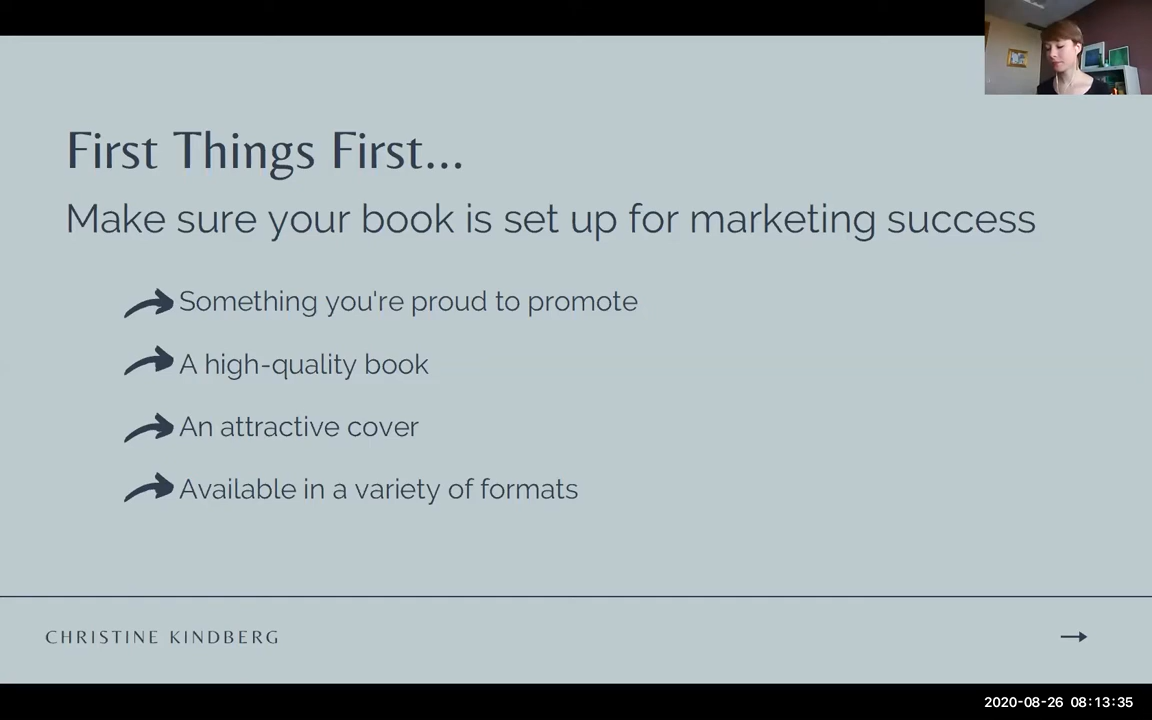 First Things First...
Make sure your book is set up for marketing success
Something you're proud to promote
A high-quality book
An attractive cover
Available in a variety of formats
CHRISTINE KINDBERG
2020-08-26 08:13:35